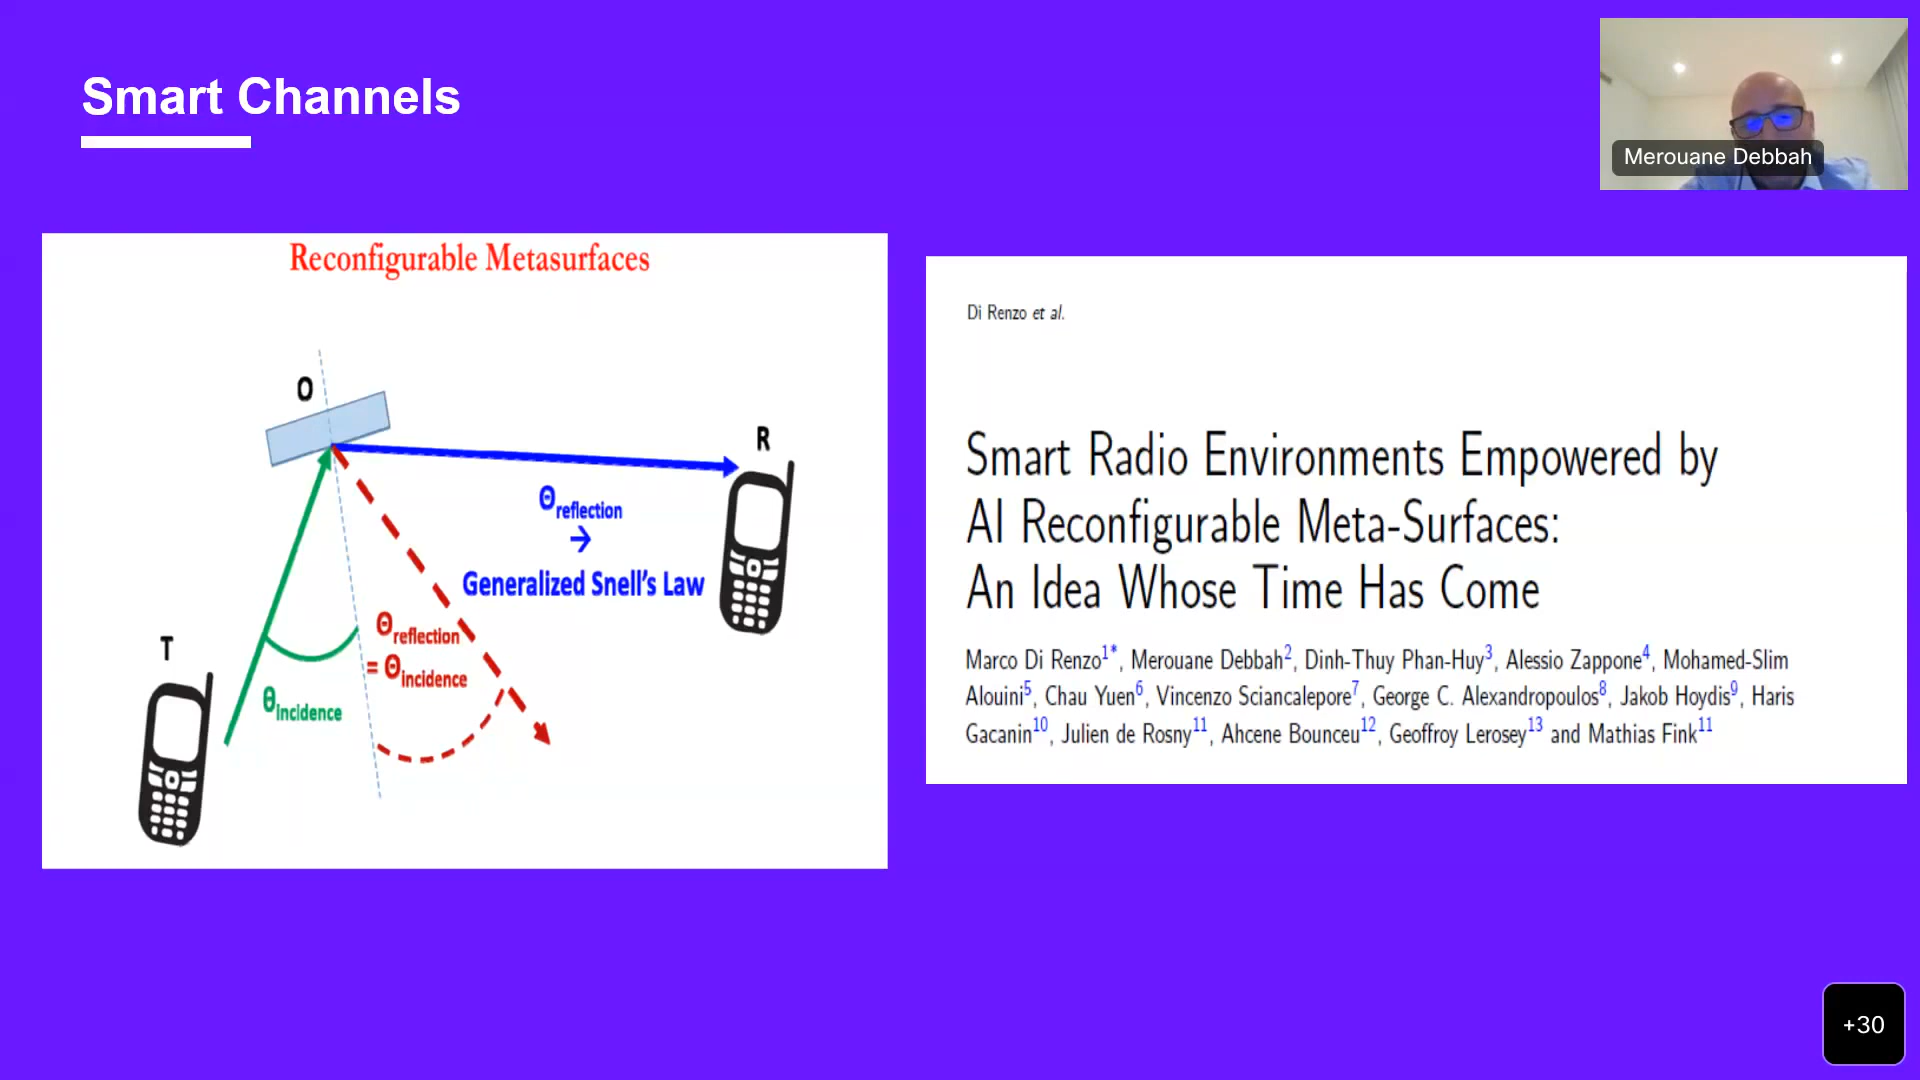 Smart Channels
Merouane Debbah
Reconfigurable Metasurfaces
O
R
Θreflection
→
Generalized Snell's Law
Θreflection
= Θincidence
T
Θincidence
Di Renzo et al.
Smart Radio Environments Empowered by
AI Reconfigurable Meta-Surfaces:
An Idea Whose Time Has Come
Marco Di Renzo1*, Merouane Debbah2, Dinh-Thuy Phan-Huy3, Alessio Zappone4, Mohamed-Slim
Alouini5, Chau Yuen6, Vincenzo Sciancalepore7, George C. Alexandropoulos8, Jakob Hoydis9, Haris
Gacanin10, Julien de Rosny11, Ahcene Bounceu12, Geoffroy Lerosey13 and Mathias Fink11
+30